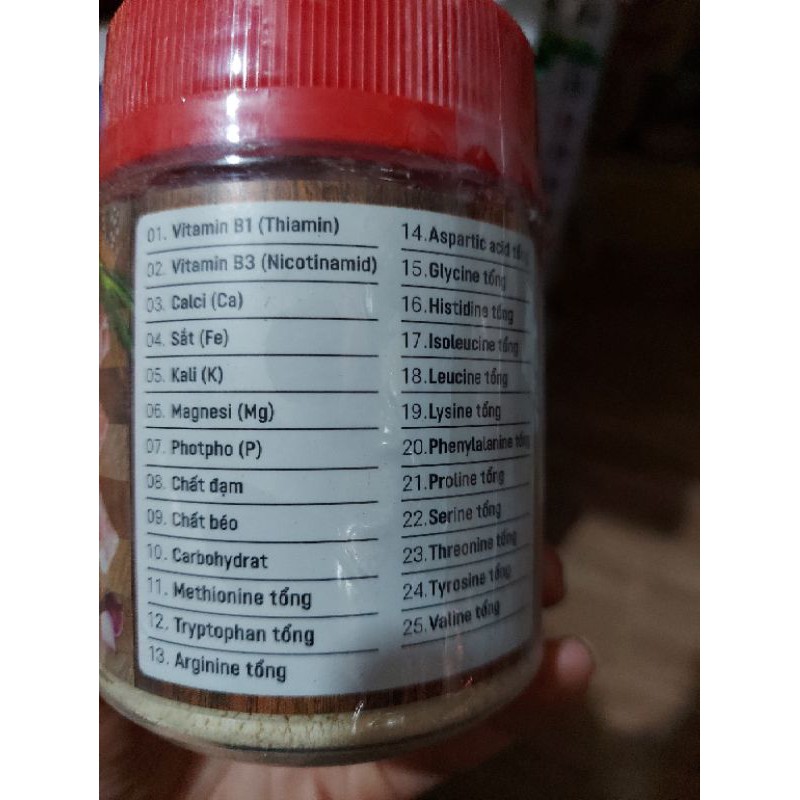 01. Vitamin B1 (Thiamin)
02. Vitamin B3 (Nicotinamid)
03. Calci (Ca)
04. Sắt (Fe)
05. Kali (K)
06. Magnesi (Mg)
07. Photpho (P)
08. Chất đạm
09. Chất béo
10. Carbohydrat
11. Methionine tổng
12. Tryptophan tổng
13. Arginine tổng
14. Aspartic acid tổng
15. Glycine tổng
16. Histidine tổng
17. Isoleucine tổng
18. Leucine tổng
19. Lysine tổng
20. Phenylalanine tổng
21. Proline tổng
22. Serine tổng
23. Threonine tổng
24. Tyrosine tổng
25. Valine tổng